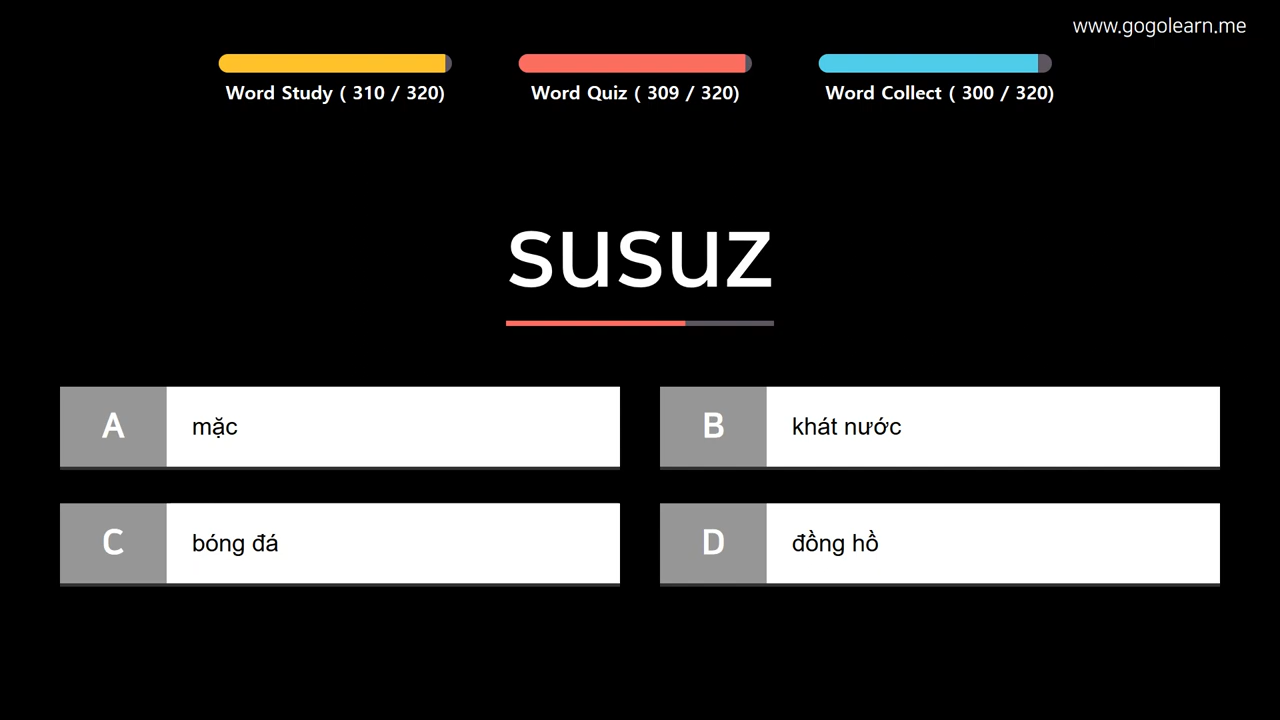 www.gogolearn.me
Word Study ( 310 / 320)
Word Quiz ( 309 / 320)
Word Collect ( 300 / 320)
susuz
A mặc
B khát nước
C bóng đá
D đồng hồ